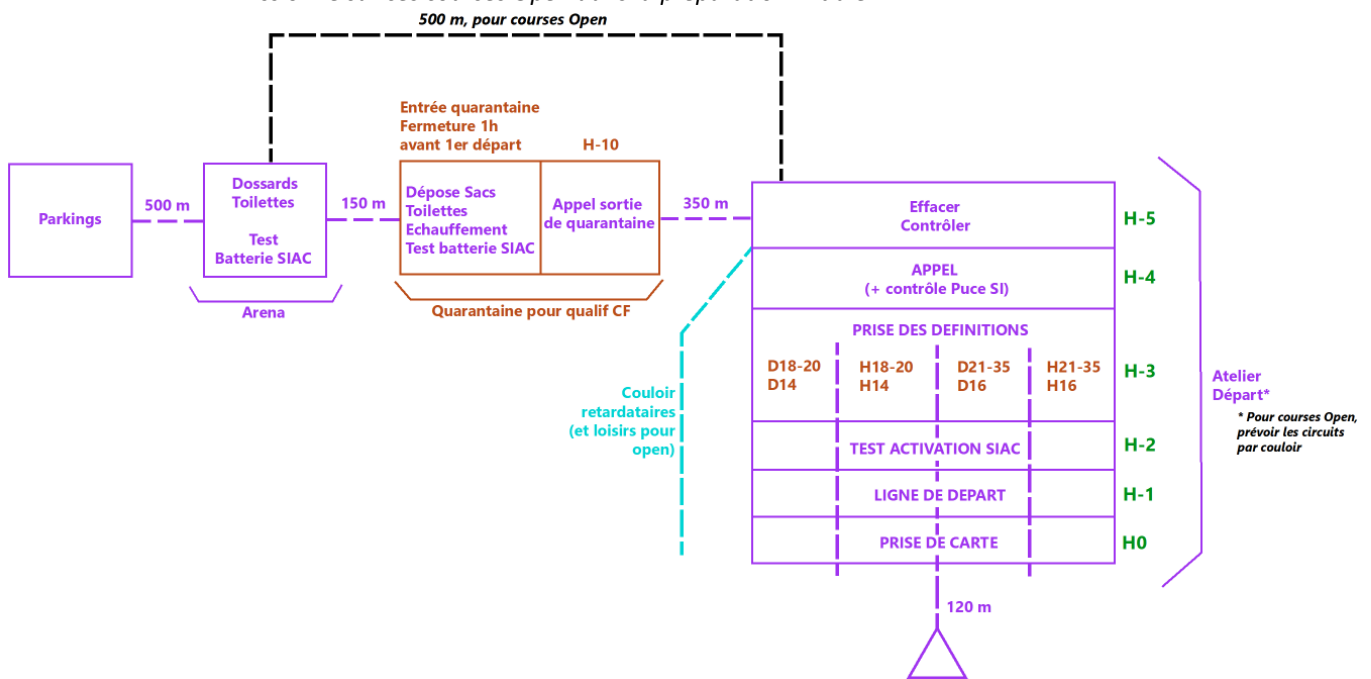 500 m, pour courses Open
Entrée quarantaine
Fermeture 1h
avant 1er départ
H-10
Parkings
500 m
Dossards
Toilettes
Test
Batterie SIAC
Arena
150 m
Dépose Sacs
Toilettes
Echauffement
Test batterie SIAC
Appel sortie
de quarantaine
Quarantaine pour qualif CF
350 m
Effacer
Contrôler
H-5
APPEL
(+ contrôle Puce SI)
H-4
PRISE DES DEFINITIONS
D18-20
D14
H18-20
H14
D21-35
D16
H21-35
H16
H-3
TEST ACTIVATION SIAC
H-2
LIGNE DE DEPART
H-1
PRISE DE CARTE
H0
Couloir
retardataires
(et loisirs pour
open)
Atelier
Départ*
* Pour courses Open,
prévoir les circuits
par couloir
120 m